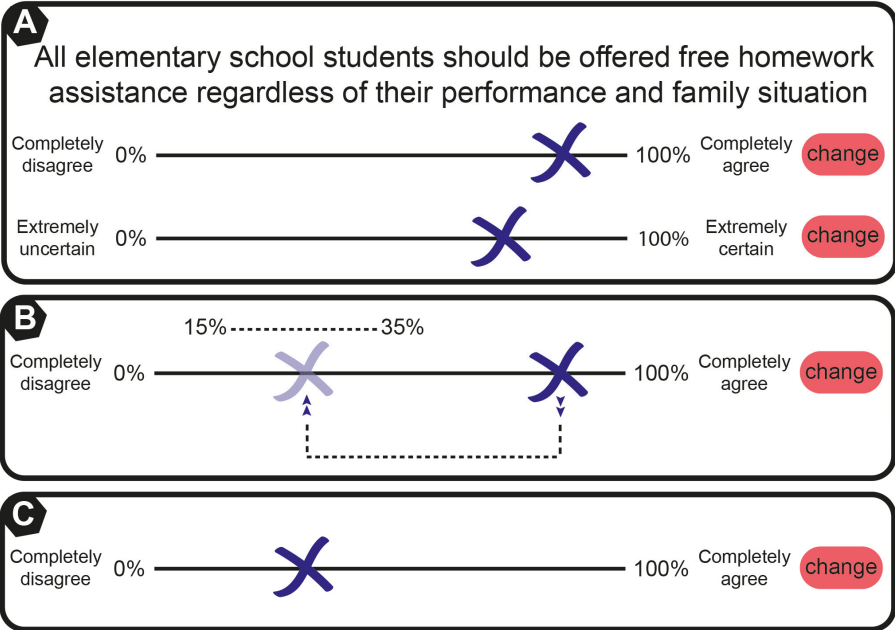 A
All elementary school students should be offered free homework
assistance regardless of their performance and family situation
Completely
disagree
0%
100%
Completely
agree
change
Extremely
uncertain
0%
100%
Extremely
certain
change
B
15%
35%
Completely
disagree
0%
100%
Completely
agree
change
C
Completely
disagree
0%
100%
Completely
agree
change